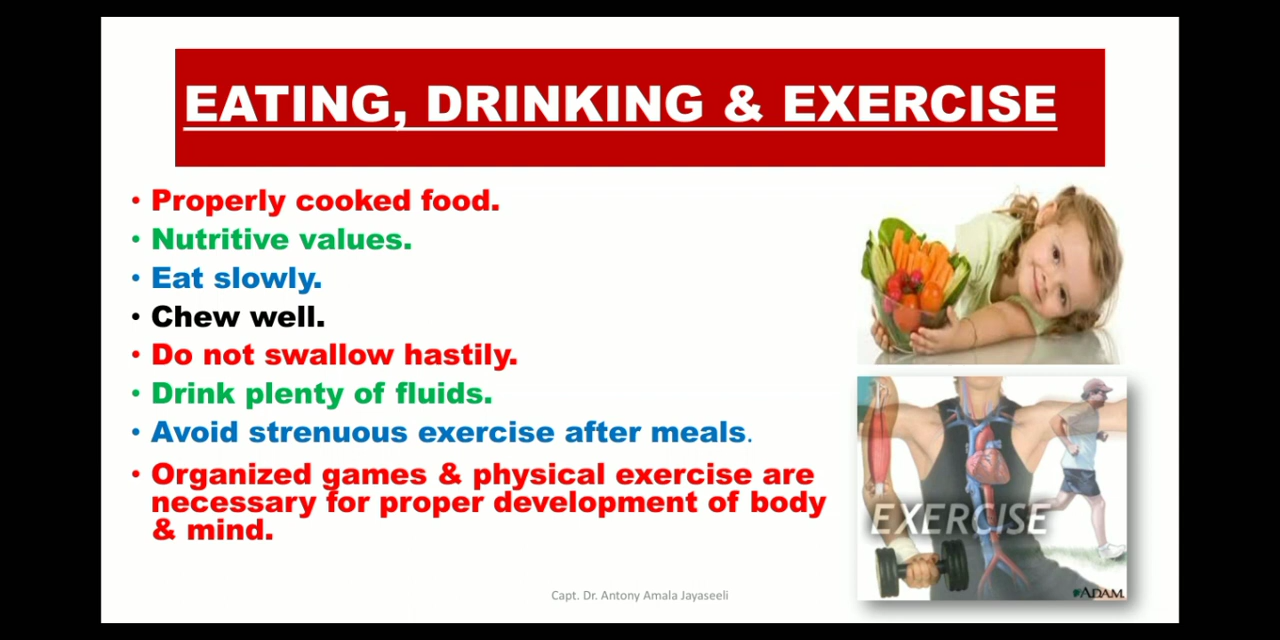 EATING, DRINKING & EXERCISE
• Properly cooked food.
• Nutritive values.
• Eat slowly.
• Chew well.
• Do not swallow hastily.
• Drink plenty of fluids.
• Avoid strenuous exercise after meals.
• Organized games & physical exercise are
necessary for proper development of body
& mind.
EXERCISE
ADAM.
Capt. Dr. Antony Amala Jayaseeli